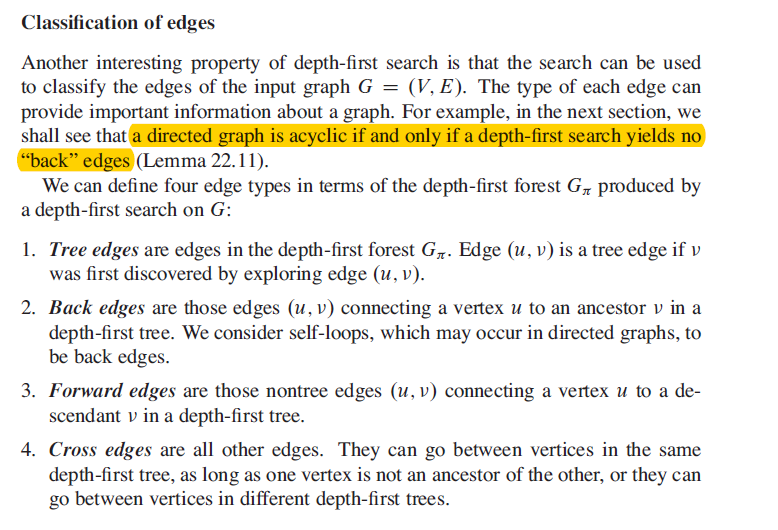 Classification of edges
Another interesting property of depth-first search is that the search can be used
to classify the edges of the input graph G = (V, E). The type of each edge can
provide important information about a graph. For example, in the next section, we
shall see that a directed graph is acyclic if and only if a depth-first search yields no
“back” edges (Lemma 22.11).
We can define four edge types in terms of the depth-first forest Gπ produced by
a depth-first search on G:
1. Tree edges are edges in the depth-first forest Gπ. Edge (u, v) is a tree edge if v
was first discovered by exploring edge (u, v).
2. Back edges are those edges (u, v) connecting a vertex u to an ancestor v in a
depth-first tree. We consider self-loops, which may occur in directed graphs, to
be back edges.
3. Forward edges are those nontree edges (u, v) connecting a vertex u to a de-
scendant v in a depth-first tree.
4. Cross edges are all other edges. They can go between vertices in the same
depth-first tree, as long as one vertex is not an ancestor of the other, or they can
go between vertices in different depth-first trees.